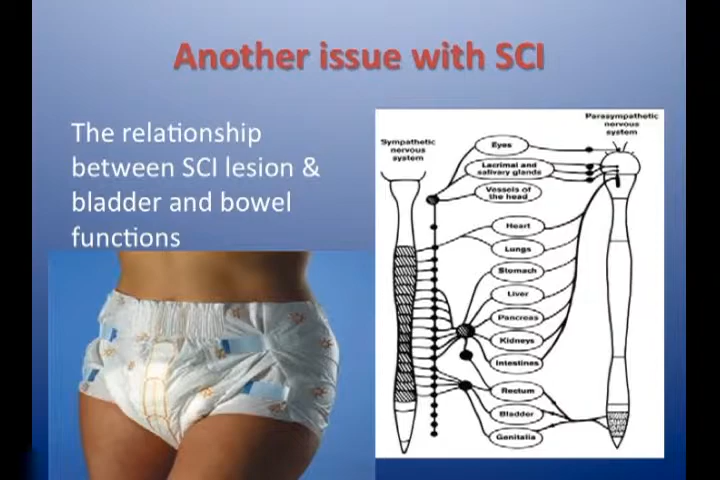 Another issue with SCI
The relationship
between SCI lesion &
bladder and bowel
functions
Sympathetic
nervous
system
Parasympathetic
nervous
system
Eyes
Lacrimal and
salivary glands
Vessels of
the head
Heart
Lungs
Stomach
Liver
Pancreas
Kidneys
Intestines
Rectum
Bladder
Genitalia